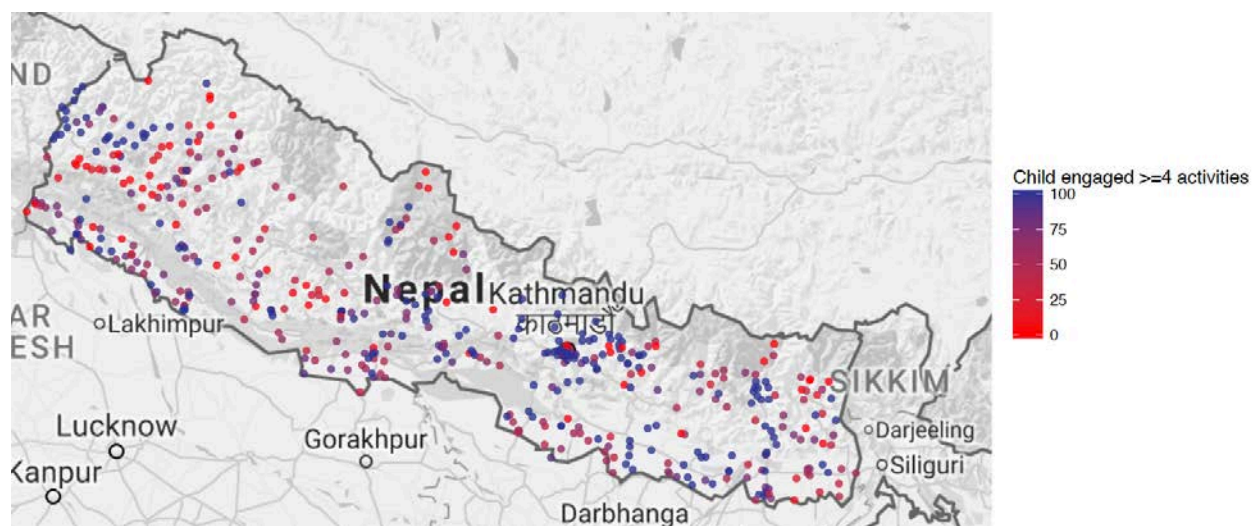 ND
Child engaged >=4 activities
100
75
50
25
0
Nepal
Kathmandu
काठमाडौं
AR
ESH
Lakhimpur
SIKKIM
Lucknow
Gorakhpur
Darjeeling
Siliguri
Kanpur
Darbhanga